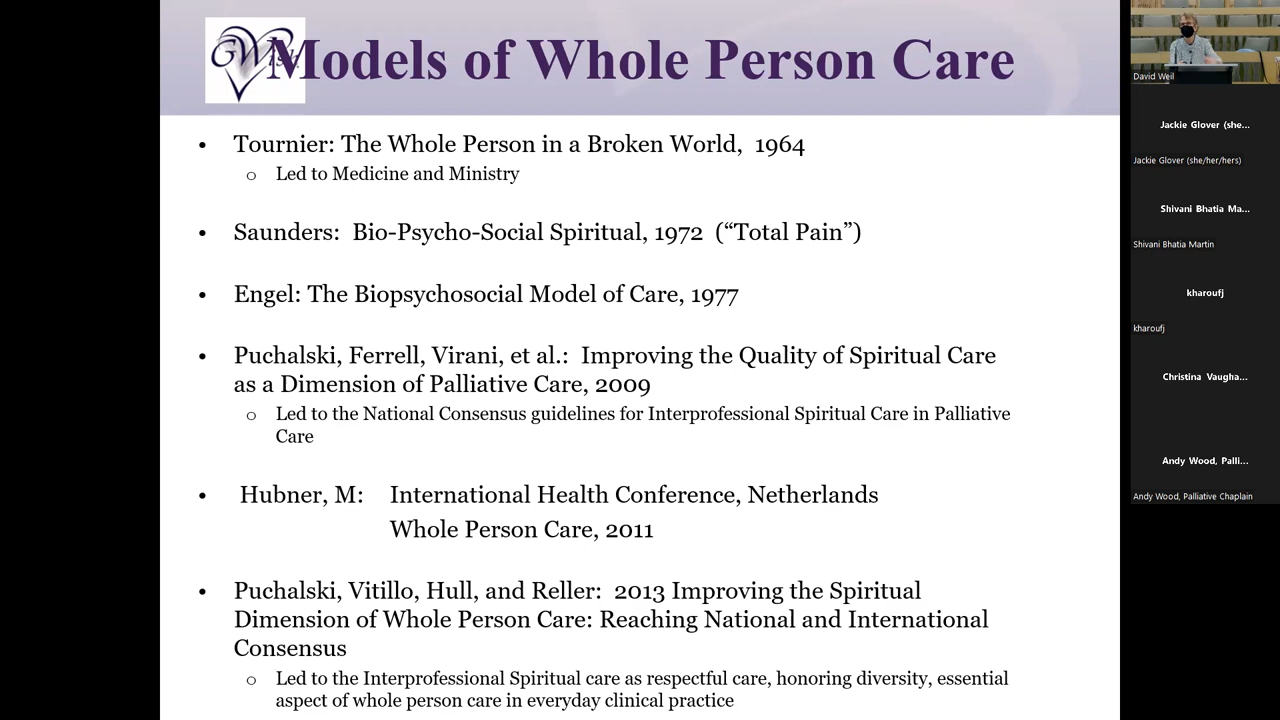 GWish
Models of Whole Person Care
• Tournier: The Whole Person in a Broken World, 1964
o Led to Medicine and Ministry
• Saunders: Bio-Psycho-Social Spiritual, 1972 (“Total Pain”)
• Engel: The Biopsychosocial Model of Care, 1977
• Puchalski, Ferrell, Virani, et al.: Improving the Quality of Spiritual Care
as a Dimension of Palliative Care, 2009
o Led to the National Consensus guidelines for Interprofessional Spiritual Care in Palliative
Care
• Hubner, M: International Health Conference, Netherlands
Whole Person Care, 2011
• Puchalski, Vitillo, Hull, and Reller: 2013 Improving the Spiritual
Dimension of Whole Person Care: Reaching National and International
Consensus
o Led to the Interprofessional Spiritual care as respectful care, honoring diversity, essential
aspect of whole person care in everyday clinical practice
David Weil
Jackie Glover (she...
Jackie Glover (she/her/hers)
Shivani Bhatia Ma...
Shivani Bhatia Martin
kharoufj
kharoufj
Christina Vaugha...
Andy Wood, Palli...
Andy Wood, Palliative Chaplain